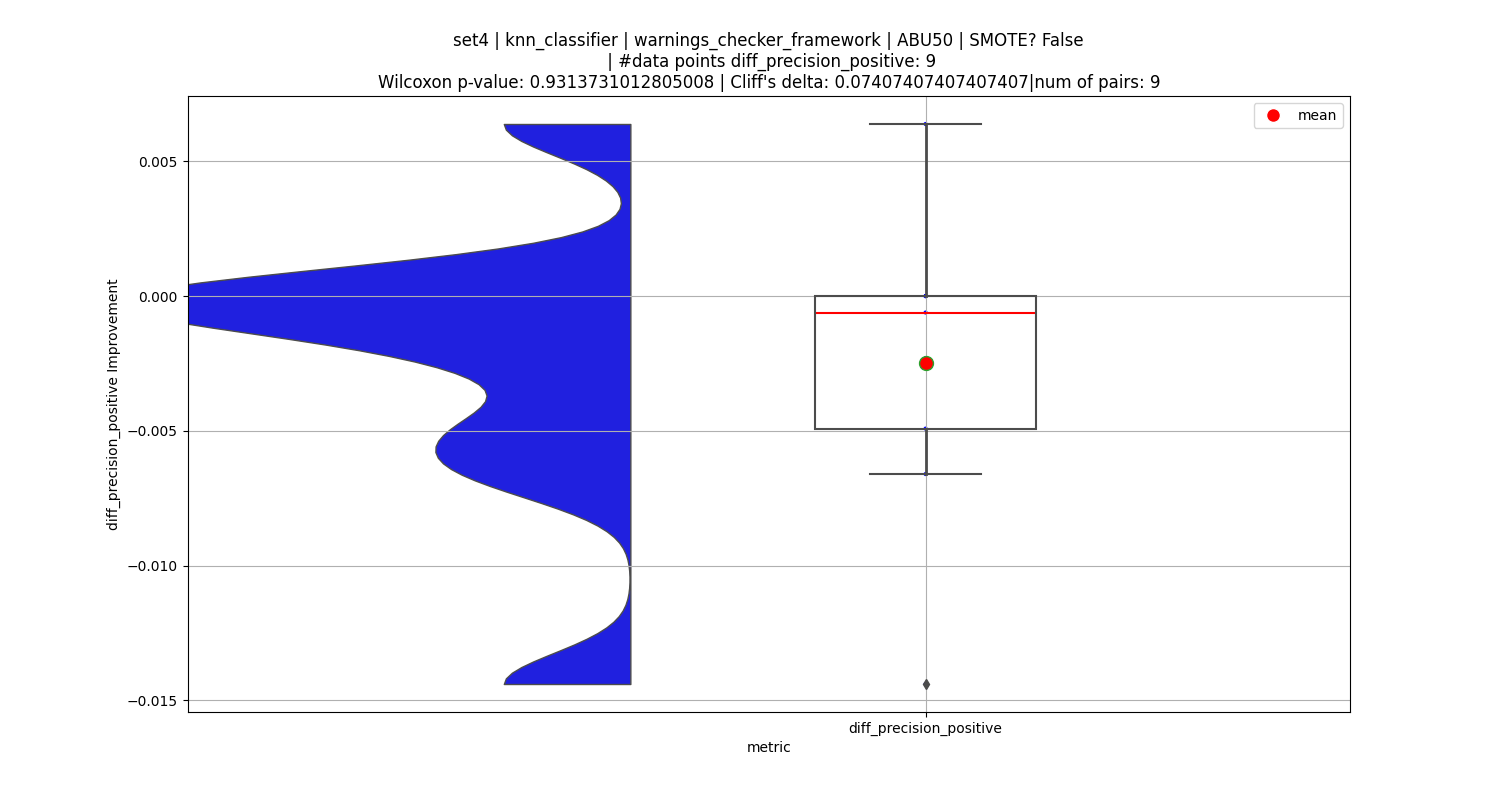 set4 | knn_classifier | warnings_checker_framework | ABU50 | SMOTE? False
| #data points diff_precision_positive: 9
Wilcoxon p-value: 0.9313731012805008 | Cliff's delta: 0.07407407407407407|num of pairs: 9
mean
0.005
0.000
−0.005
−0.010
−0.015
diff_precision_positive Improvement
diff_precision_positive
metric